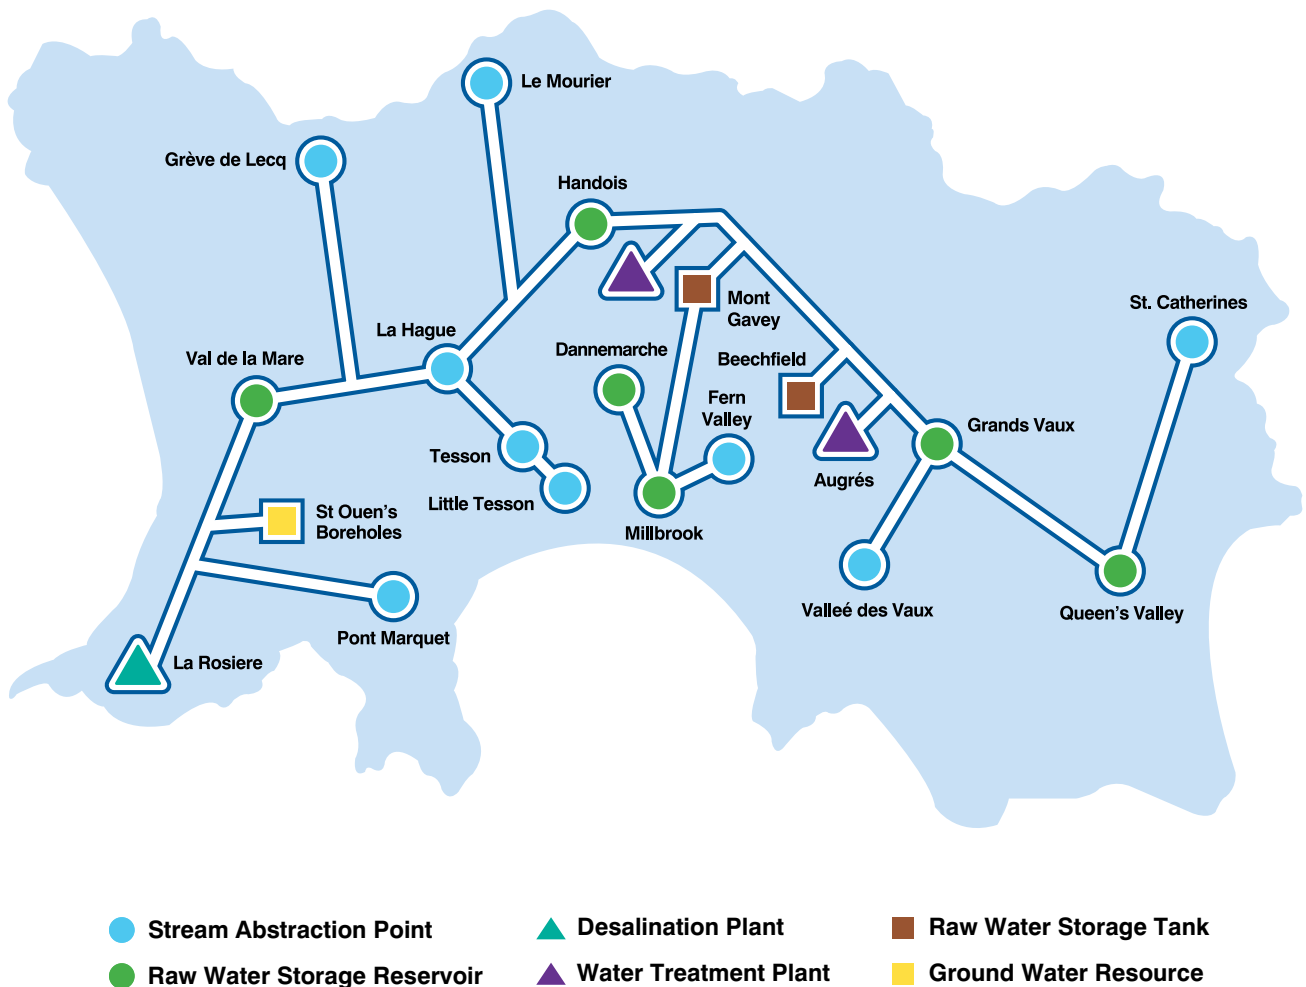 Le Mourier
Grève de Lecq
Handois
St. Catherines
Mont
Gavey
La Hague
Dannemarche
Val de la Mare
Beechfield
Fern
Valley
Grands Vaux
Tesson
Augrés
Little Tesson
St Ouen's
Boreholes
Millbrook
Valleé des Vaux
Queen's Valley
Pont Marquet
La Rosiere
Stream Abstraction Point
Desalination Plant
Raw Water Storage Tank
Raw Water Storage Reservoir
Water Treatment Plant
Ground Water Resource